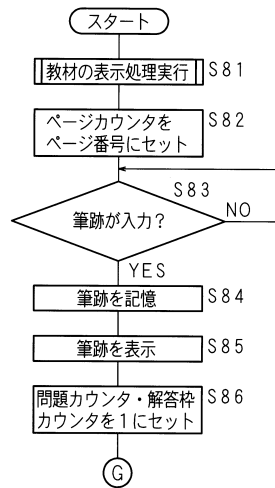 スタート
教材の表示処理実行 S81
ページカウンタを S82
ページ番号にセット
S83
筆跡が入力？ NO
YES
筆跡を記憶 S84
筆跡を表示 S85
問題カウンタ・解答枠 S86
カウンタを1にセット
G